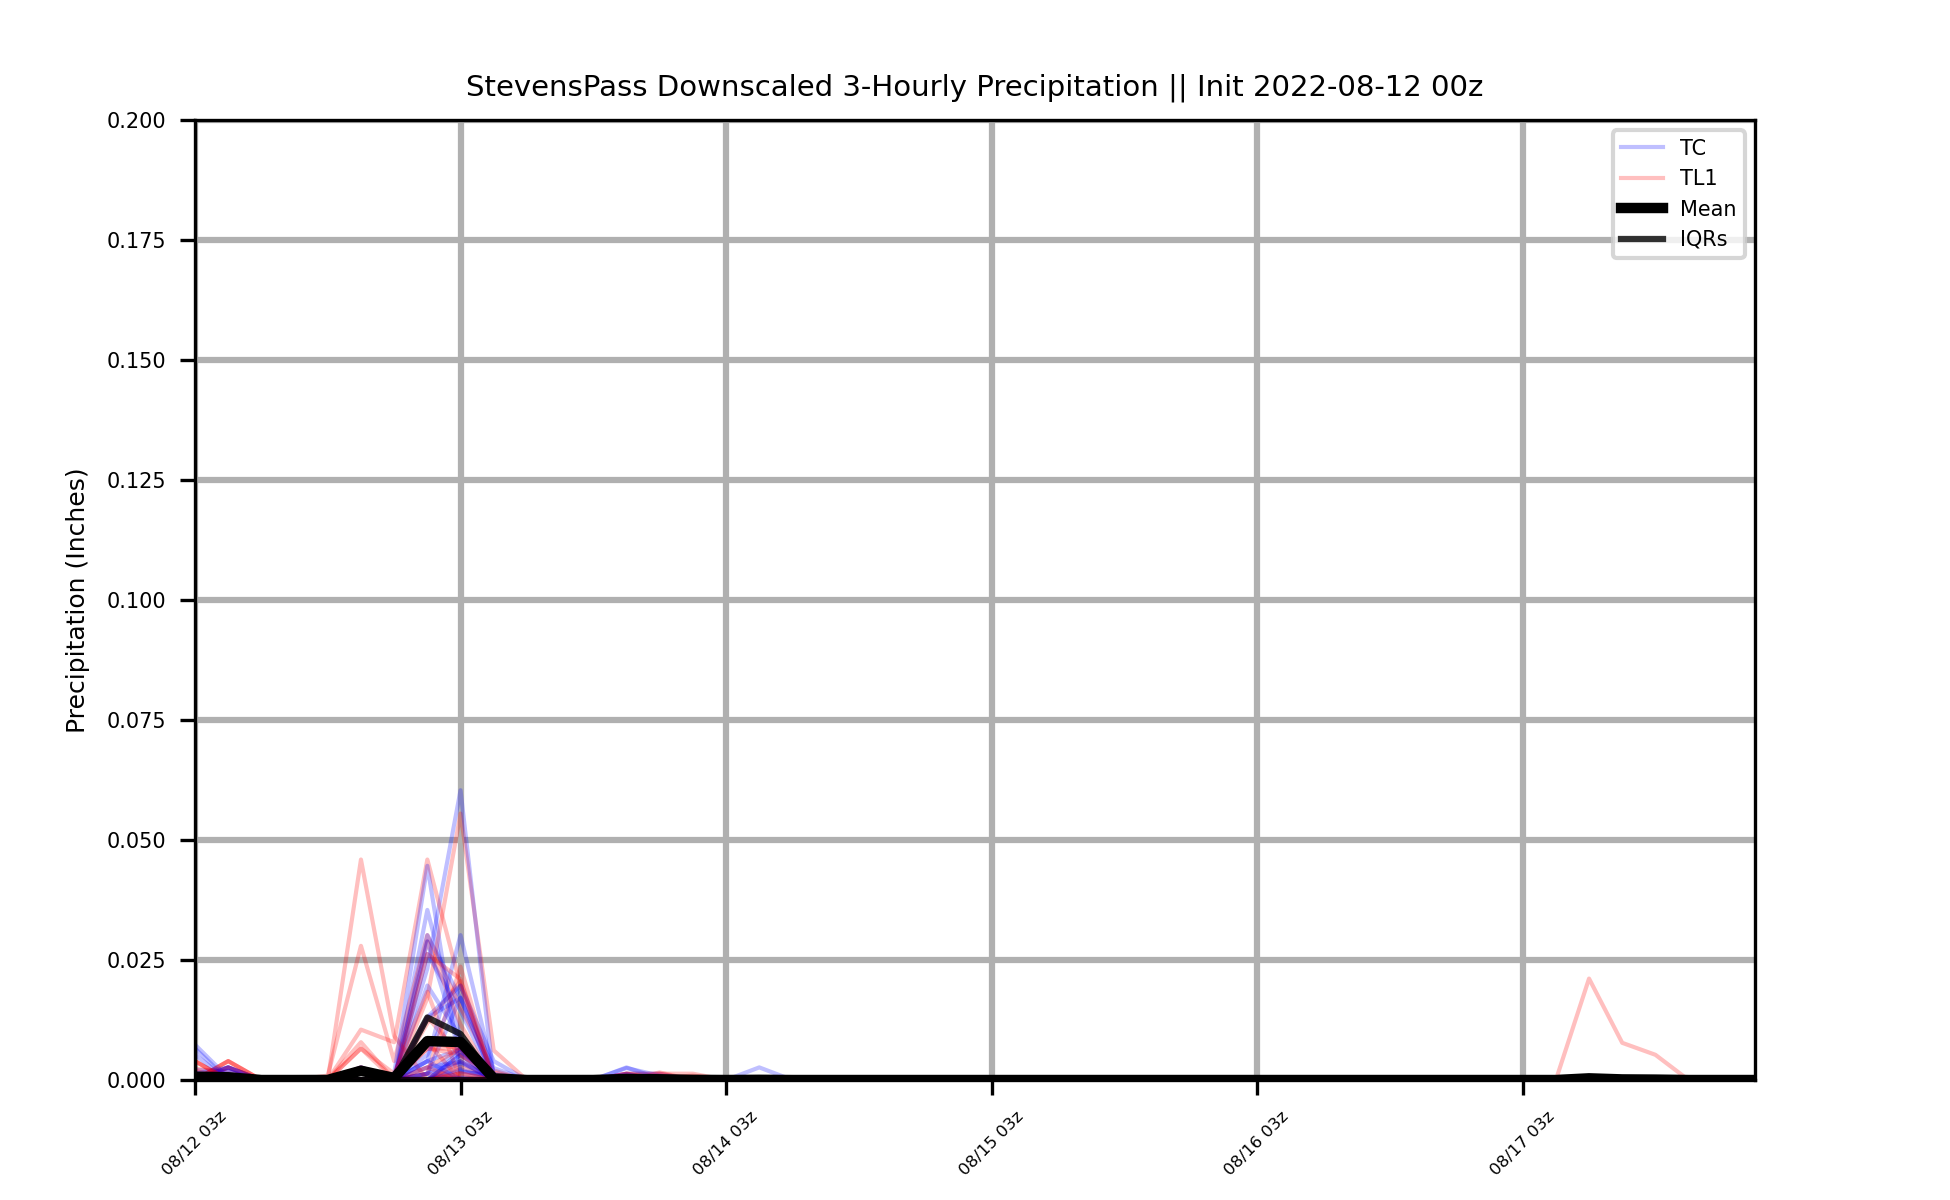 StevensPass Downscaled 3-Hourly Precipitation || Init 2022-08-12 00z
Precipitation (Inches)
0.200
0.175
0.150
0.125
0.100
0.075
0.050
0.025
0.000
TC
TL1
Mean
IQRs
08/12 03z
08/13 03z
08/14 03z
08/15 03z
08/16 03z
08/17 03z